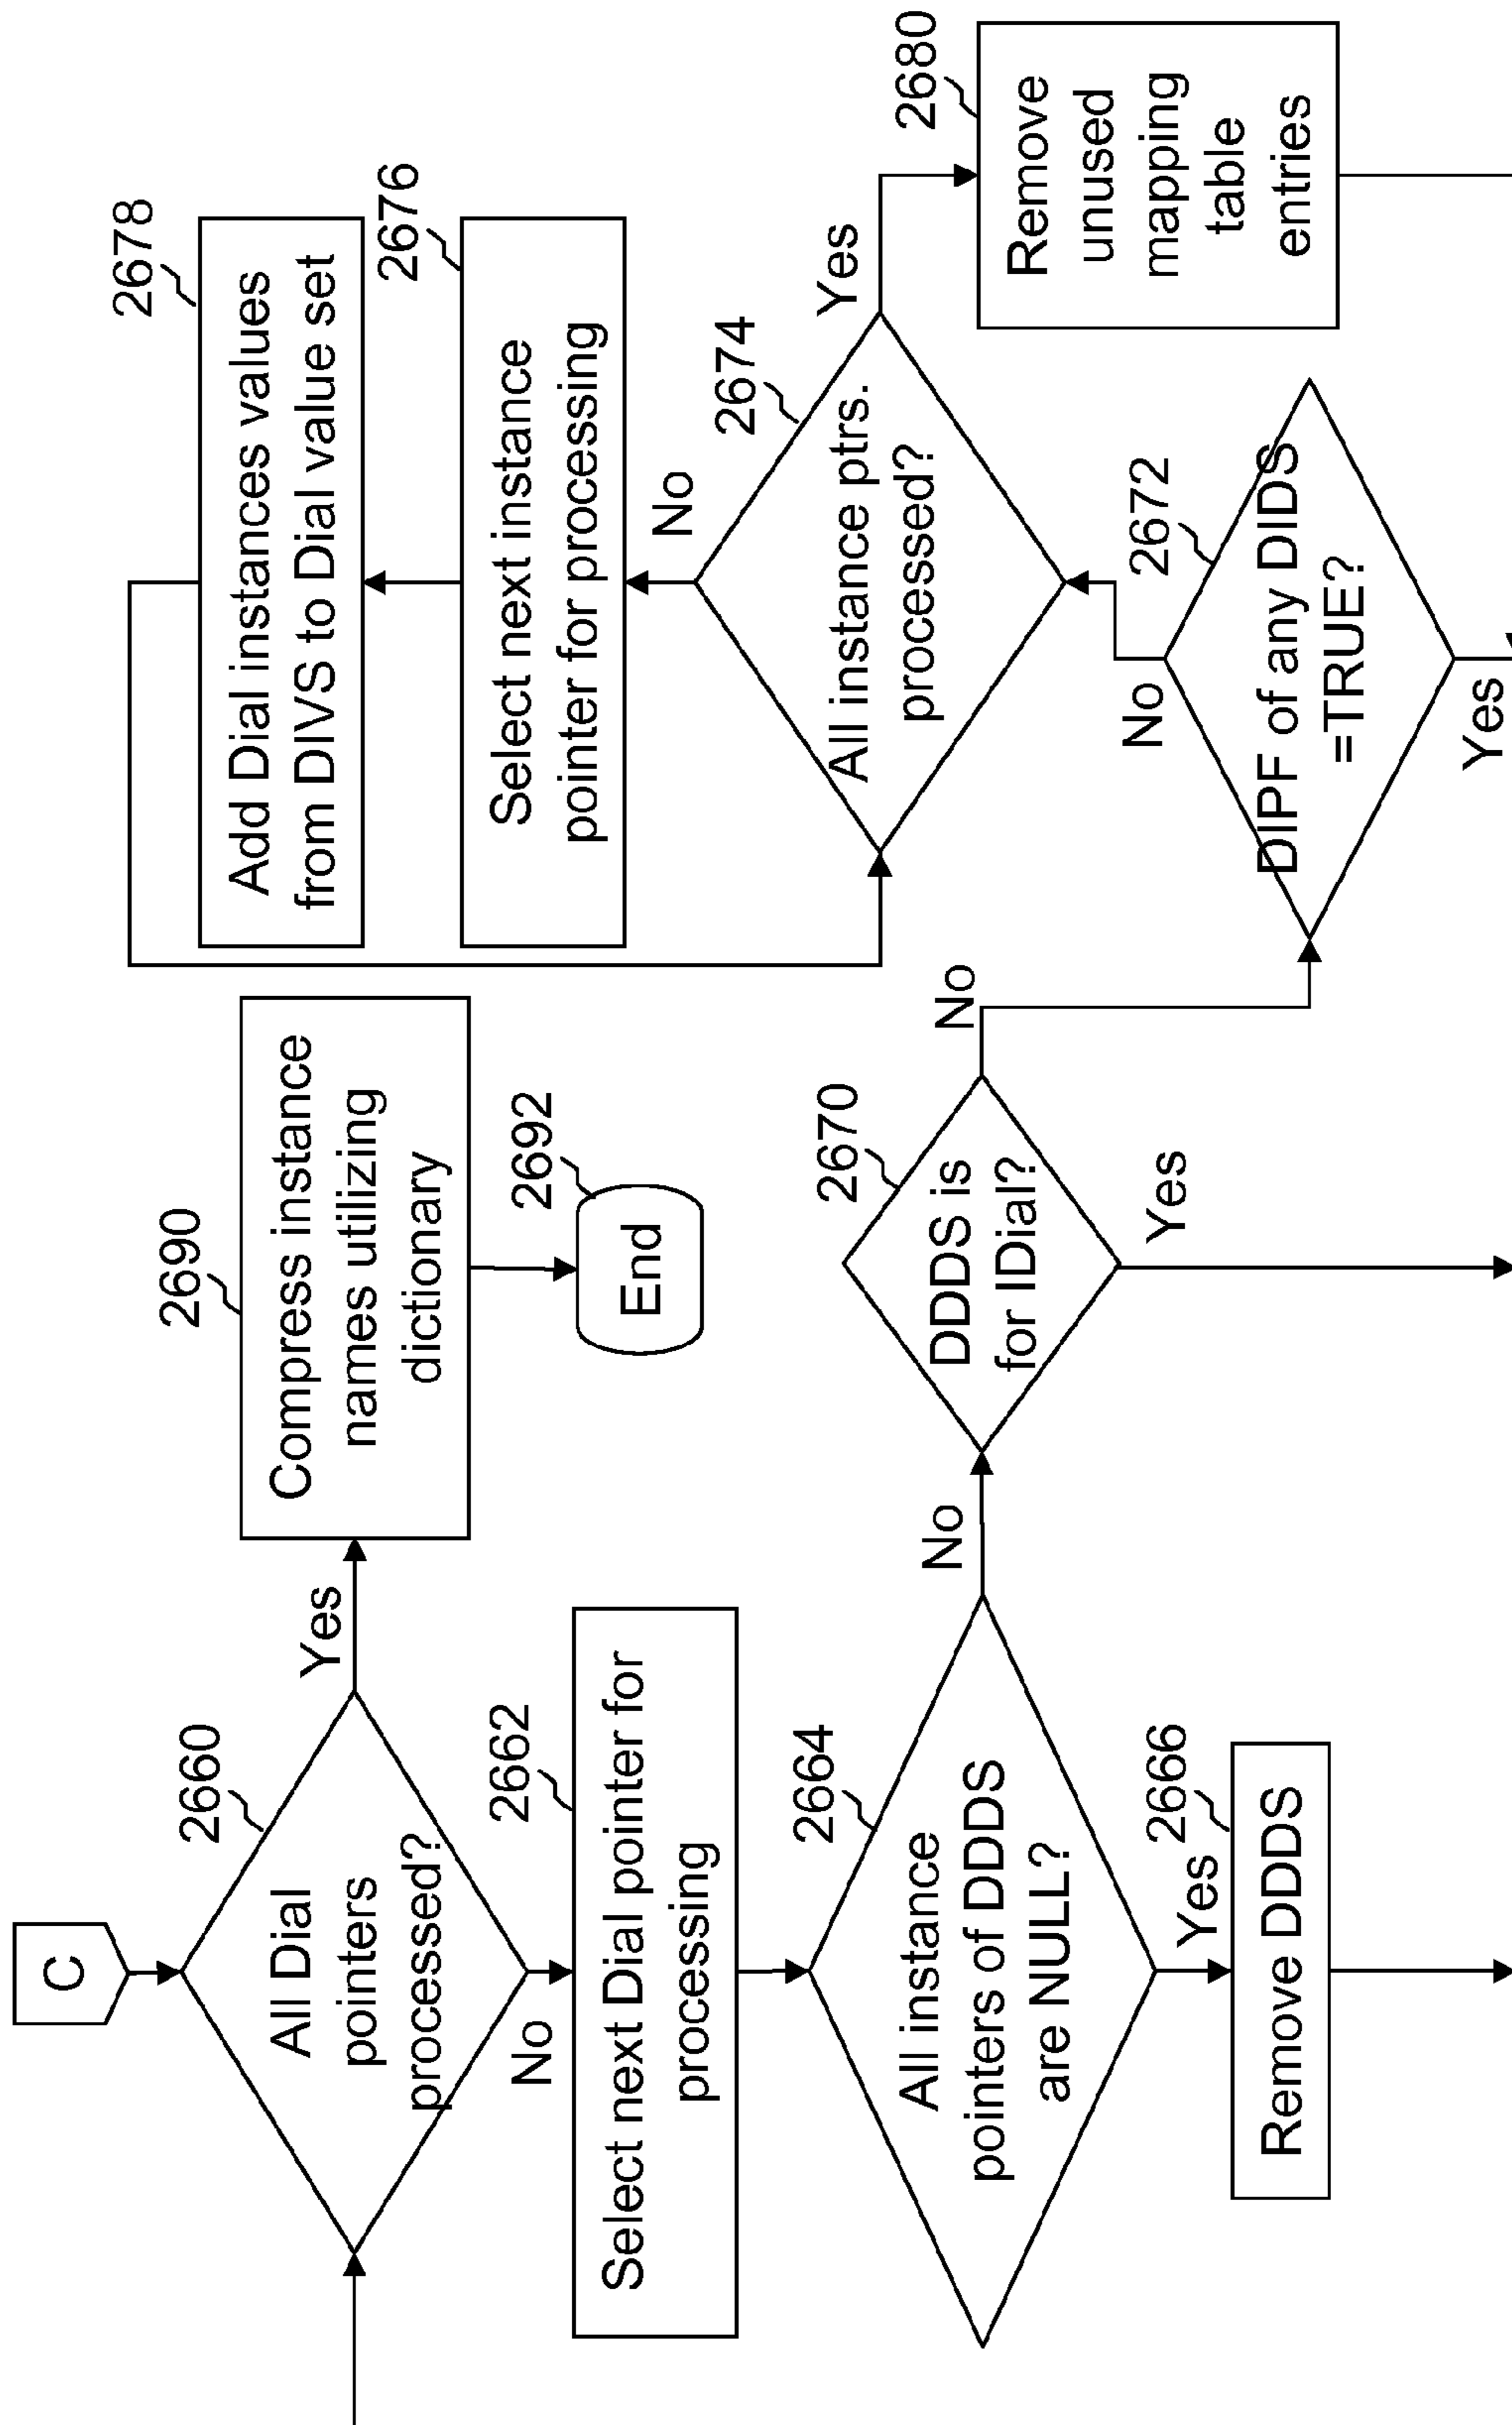 C
2660
All Dial
pointers
processed?
Yes
No
2690
Compress instance
names utilizing
dictionary
2692
End
2662
Select next Dial pointer for
processing
2664
All instance
pointers of DDDS
are NULL?
No
Yes
2666
Remove DDDS
2670
DDDS is
for IDial?
No
Yes
2672
DIPF of any DIDS
=TRUE?
No
Yes
2674
All instance ptrs.
processed?
No
Yes
2676
Select next instance
pointer for processing
2678
Add Dial instances values
from DIVS to Dial value set
2680
Remove
unused
mapping
table
entries